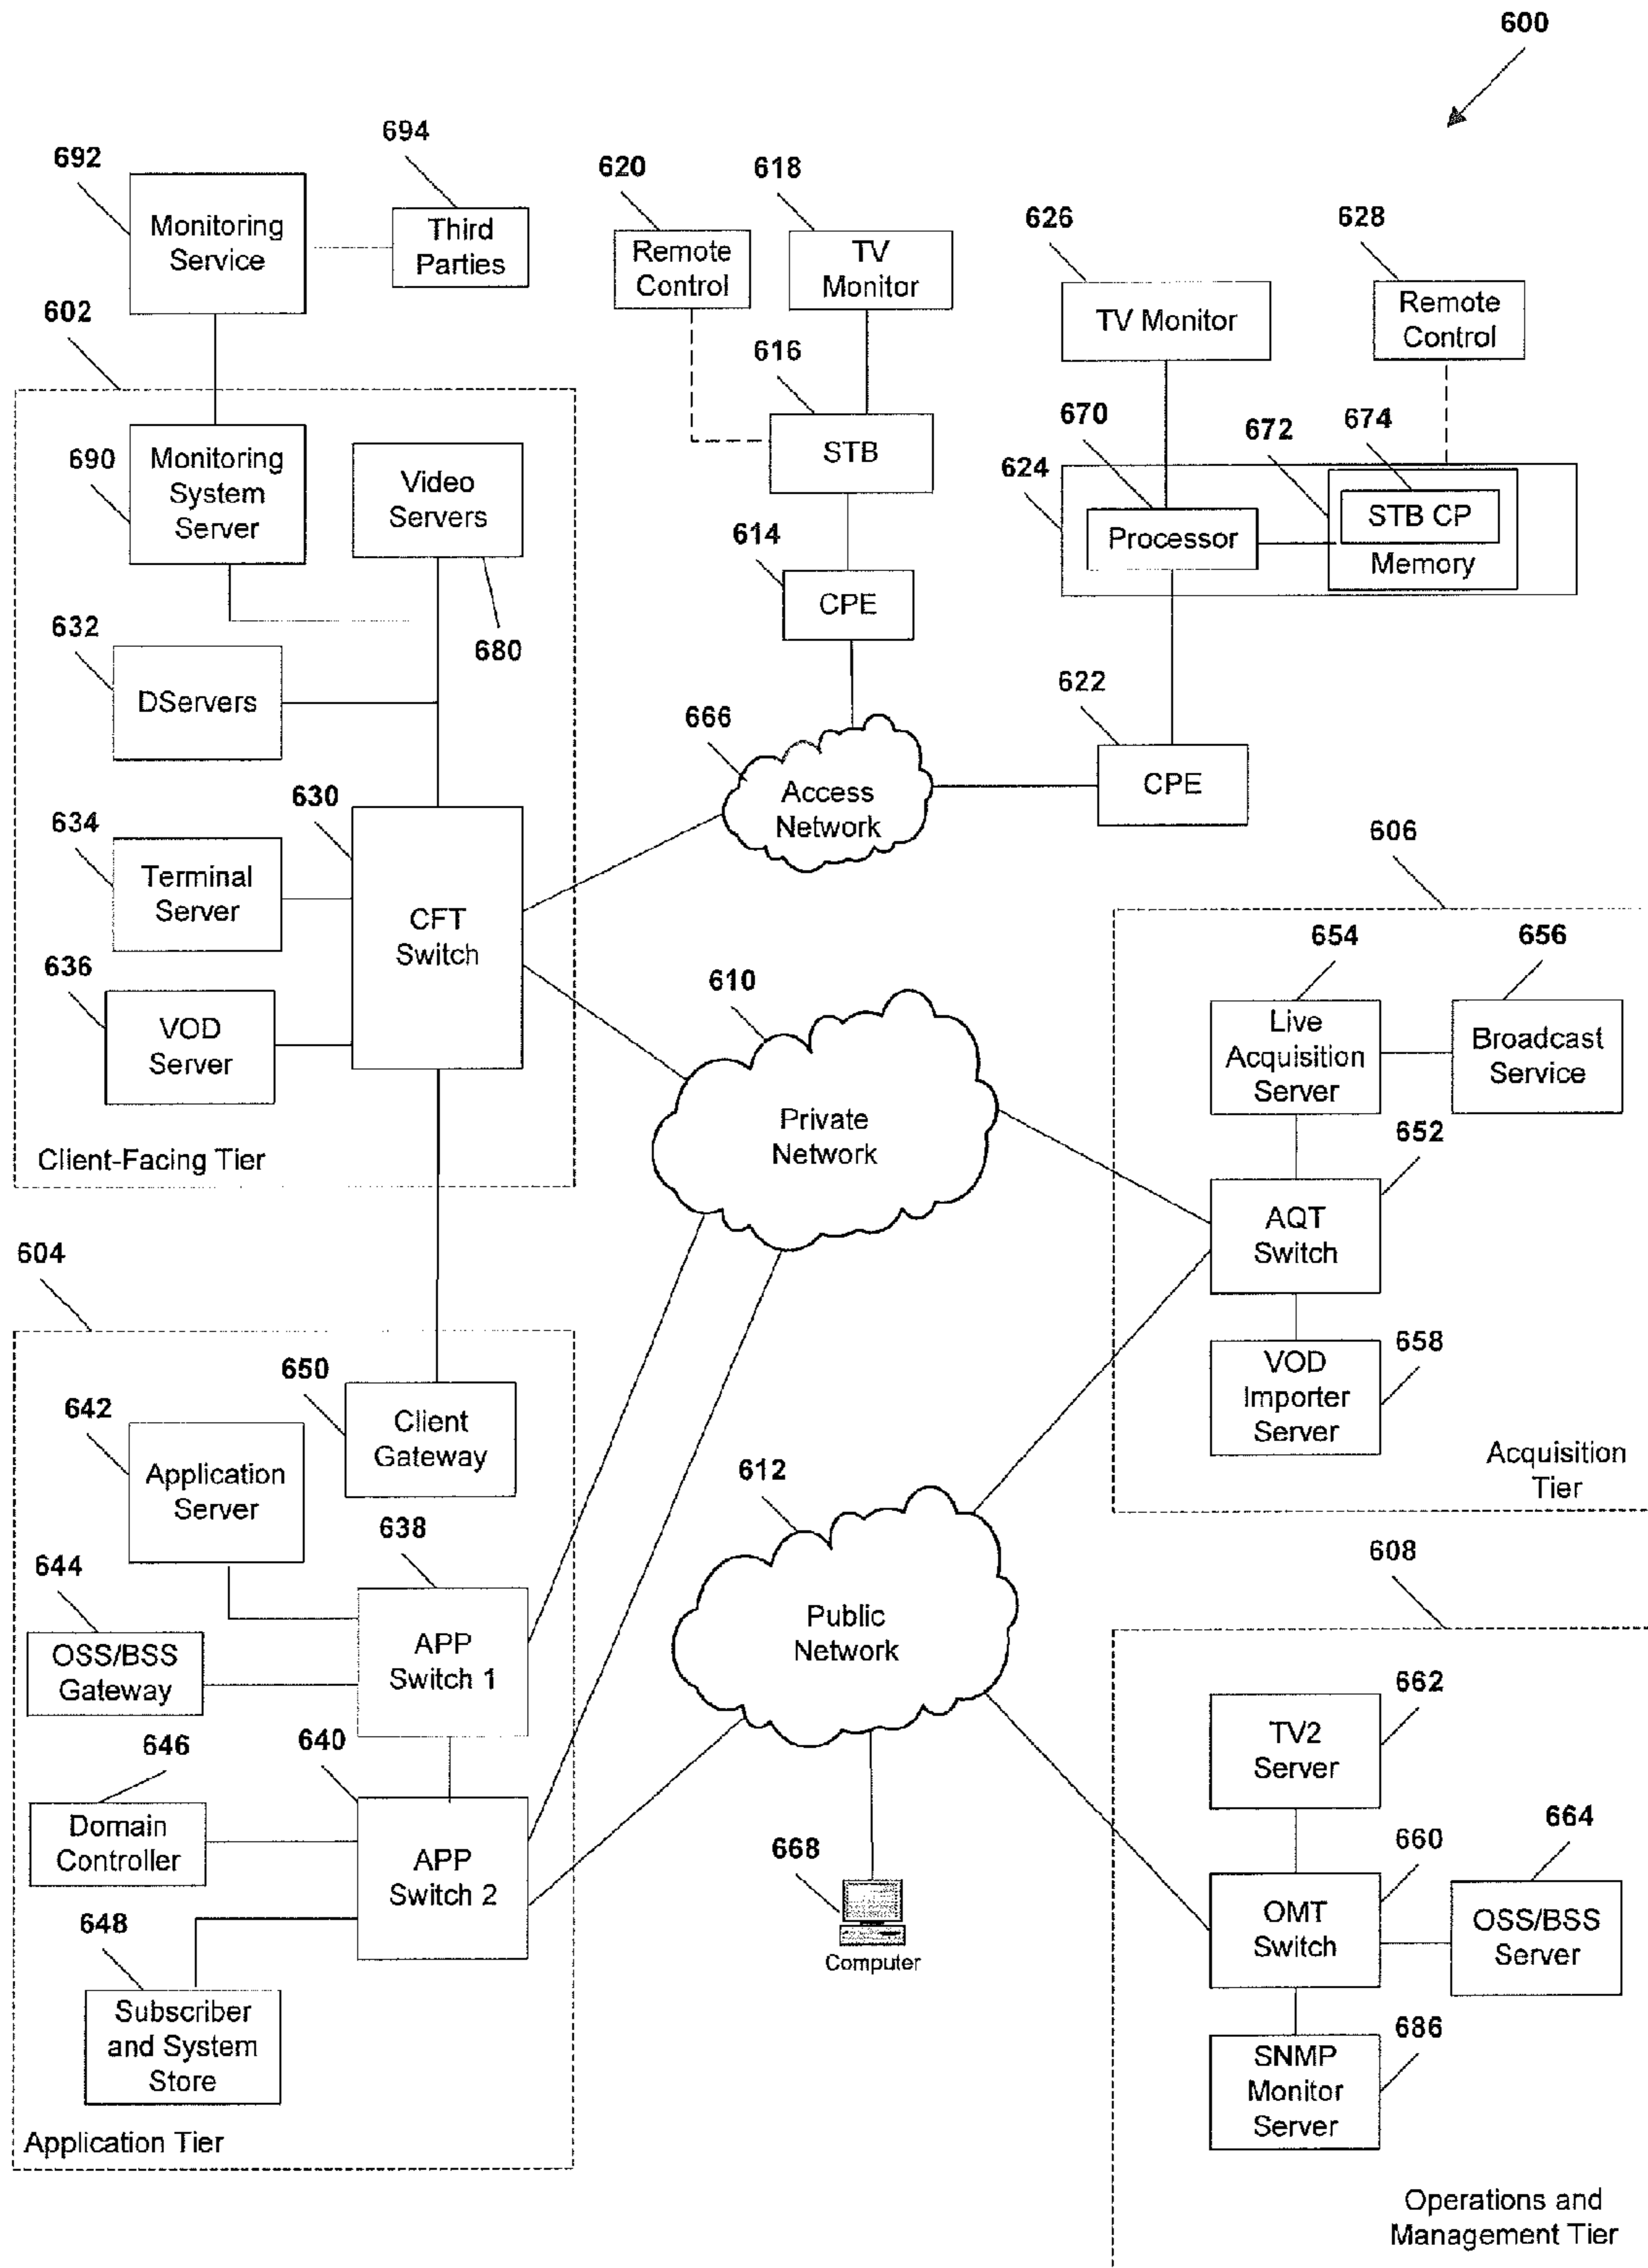 600
694
692
620
618
Monitoring
Service
Third
Parties
Remote
Control
TV
Monitor
626
628
TV Monitor
Remote
Control
602
616
690
Monitoring
System
Server
Video
Servers
STB
670
672
674
624
Processor
STB CP
Memory
614
CPE
632
680
DServers
622
666
Access
Network
CPE
630
634
Terminal
Server
CFT
Switch
606
636
VOD
Server
610
654
656
Live
Acquisition
Server
Broadcast
Service
Private
Network
652
Client-Facing Tier
AQT
Switch
604
658
VOD
Importer
Server
650
642
Client
Gateway
Application
Server
Acquisition
Tier
612
638
644
608
OSS/BSS
Gateway
APP
Switch 1
Public
Network
662
TV2
Server
646
640
Domain
Controller
APP
Switch 2
668
Computer
660
664
OMT
Switch
OSS/BSS
Server
648
Subscriber
and System
Store
686
SNMP
Monitor
Server
Application Tier
Operations and
Management Tier